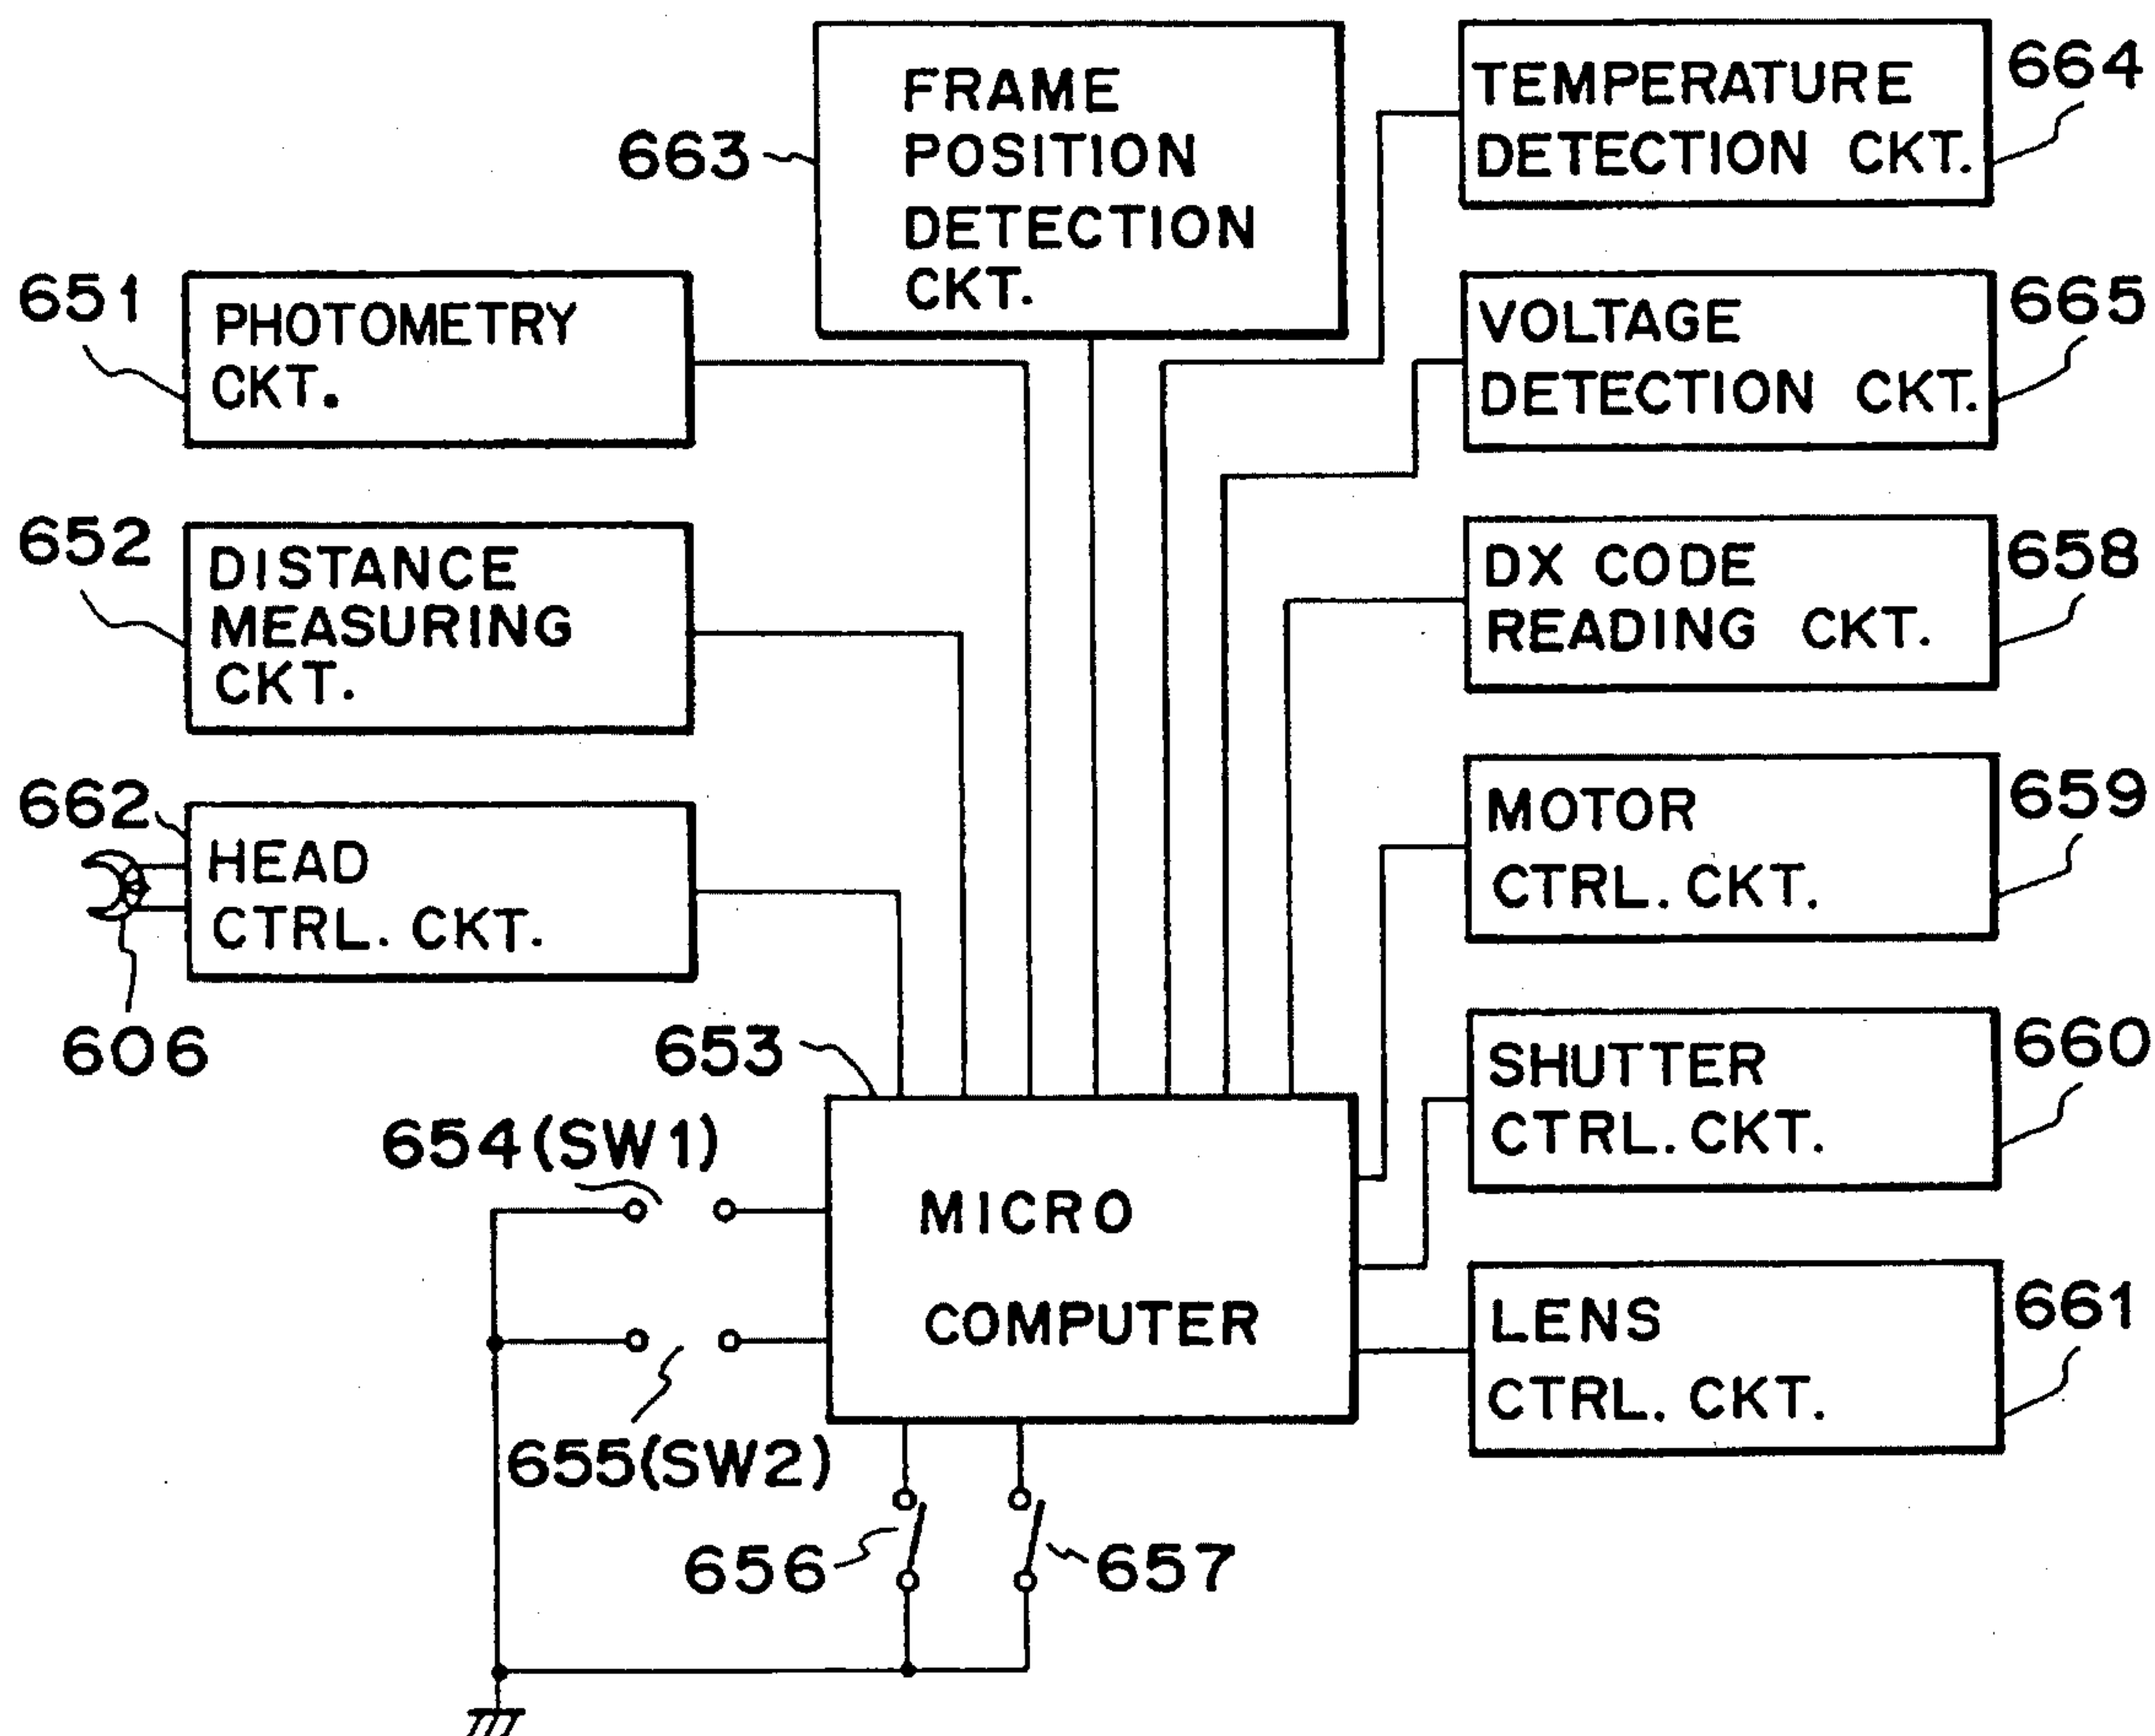 663
FRAME
POSITION
DETECTION
CKT.
TEMPERATURE
DETECTION CKT.
664
651
PHOTOMETRY
CKT.
VOLTAGE
DETECTION CKT.
665
652
DISTANCE
MEASURING
CKT.
DX CODE
READING CKT.
658
662
HEAD
CTRL. CKT.
606
MOTOR
CTRL. CKT.
659
653
SHUTTER
CTRL. CKT.
660
654(SW1)
MICRO
COMPUTER
655(SW2)
LENS
CTRL. CKT.
661
656
657